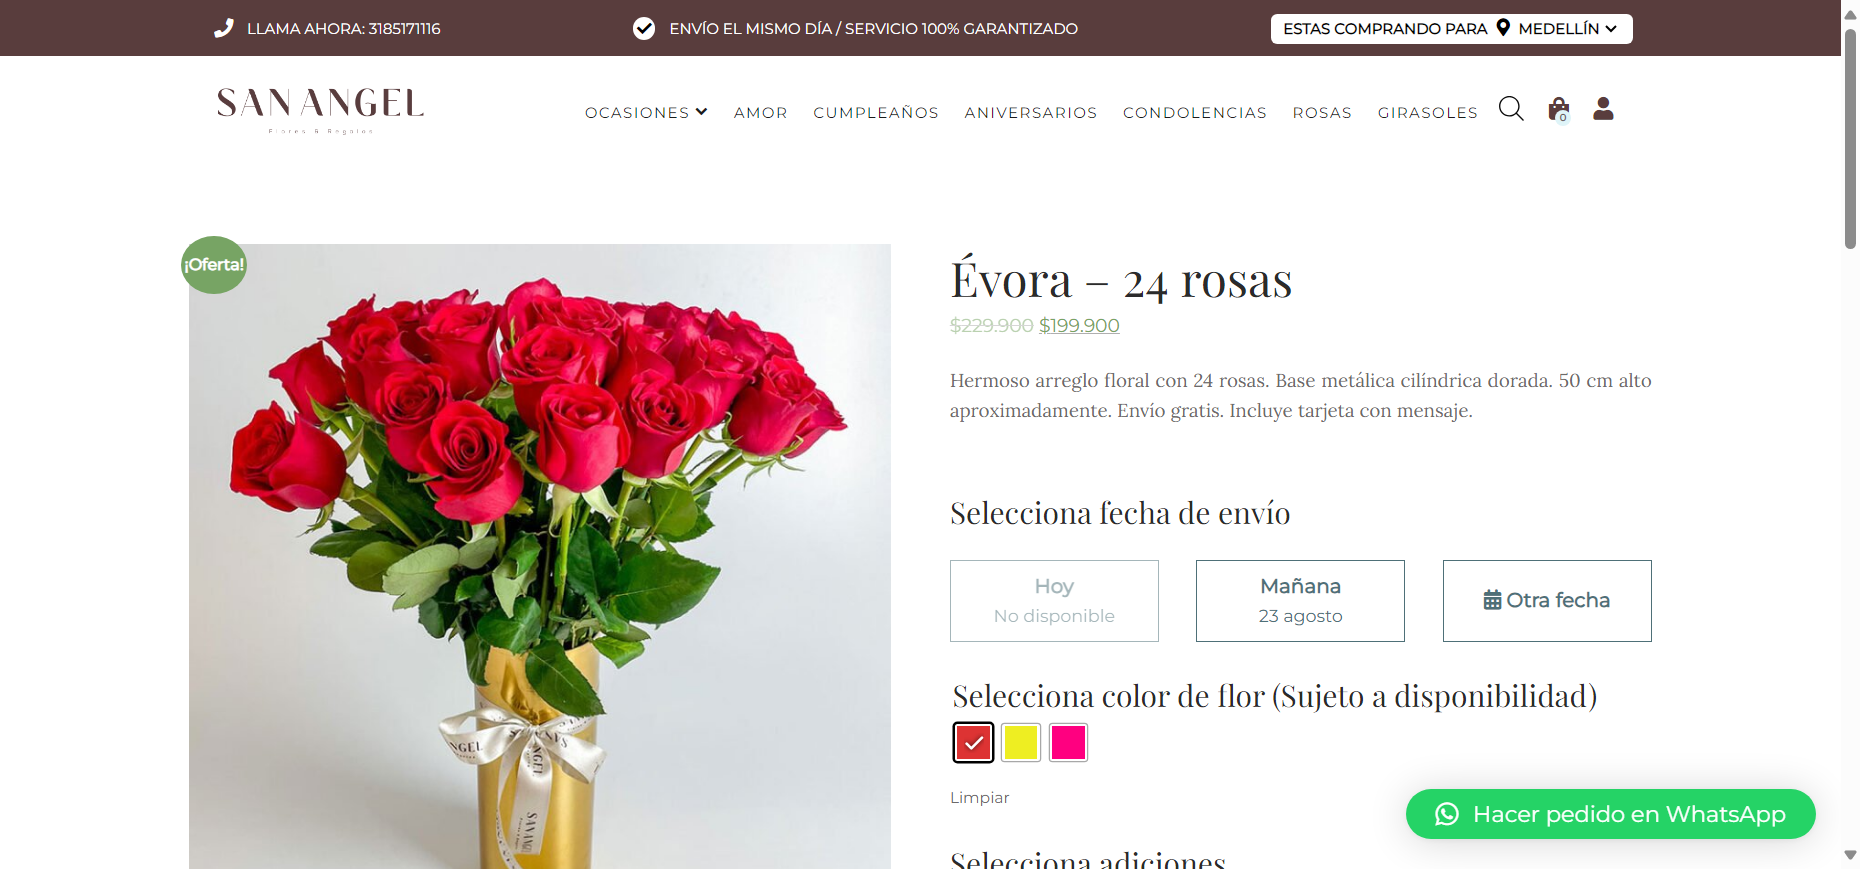 LLAMA AHORA: 3185171116
ENVÍO EL MISMO DÍA / SERVICIO 100% GARANTIZADO
ESTAS COMPRANDO PARA MEDELLÍN
SAN ANGEL
Flores & Regalos
OCASIONES
AMOR
CUMPLEAÑOS
ANIVERSARIOS
CONDOLENCIAS
ROSAS
GIRASOLES
0
¡Oferta!
Évora – 24 rosas
$229.900 $199.900
Hermoso arreglo floral con 24 rosas. Base metálica cilíndrica dorada. 50 cm alto
aproximadamente. Envío gratis. Incluye tarjeta con mensaje.
Selecciona fecha de envío
Hoy
No disponible
Mañana
23 agosto
Otra fecha
Selecciona color de flor (Sujeto a disponibilidad)
Limpiar
Hacer pedido en WhatsApp
Selecciona adiciones